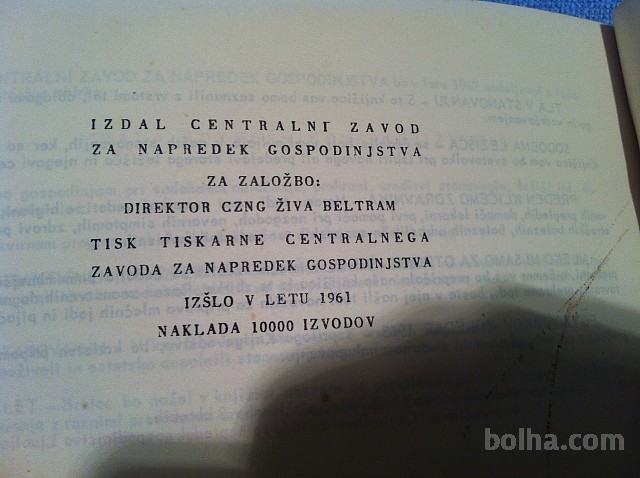 IZDAL CENTRALNI ZAVOD
ZA NAPREDEK GOSPODINJSTVA
ZA ZALOŽBO:
DIREKTOR CZNG ŽIVA BELTRAM
TISK TISKARNE CENTRALNEGA
ZAVODA ZA NAPREDEK GOSPODINJSTVA
IZŠLO V LETU 1961
NAKLADA 10000 IZVODOV
bolha.com